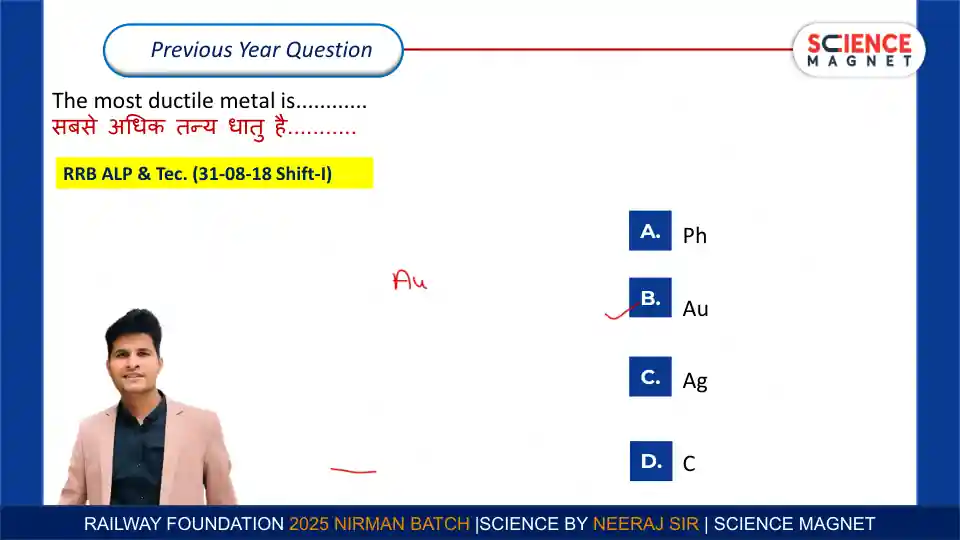 Previous Year Question
SCIENCE
MAGNET
The most ductile metal is............
सबसे अधिक तन्य धातु है...........
RRB ALP & Tec. (31-08-18 Shift-I)
A. Ph
Au
B. Au
C. Ag
D. C
RAILWAY FOUNDATION 2025 NIRMAN BATCH |SCIENCE BY NEERAJ SIR | SCIENCE MAGNET